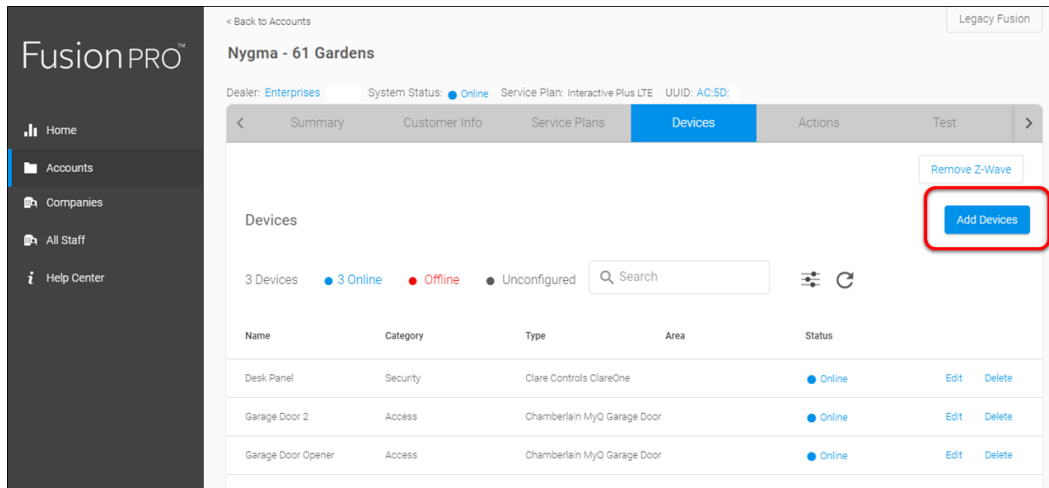 < Back to Accounts
Legacy Fusion
Fusion PRO™
Nygma - 61 Gardens
Dealer: Enterprises System Status: Online Service Plan: Interactive Plus LTE UUID: AC:5D:
< Summary Customer Info Service Plans Devices Actions Test >
Home
Accounts
Companies
All Staff
Help Center
Remove Z-Wave
Devices
Add Devices
3 Devices 3 Online Offline Unconfigured Search
Name Category Type Area Status
Desk Panel Security Clare Controls ClareOne Online Edit Delete
Garage Door 2 Access Chamberlain MyQ Garage Door Online Edit Delete
Garage Door Opener Access Chamberlain MyQ Garage Door Online Edit Delete